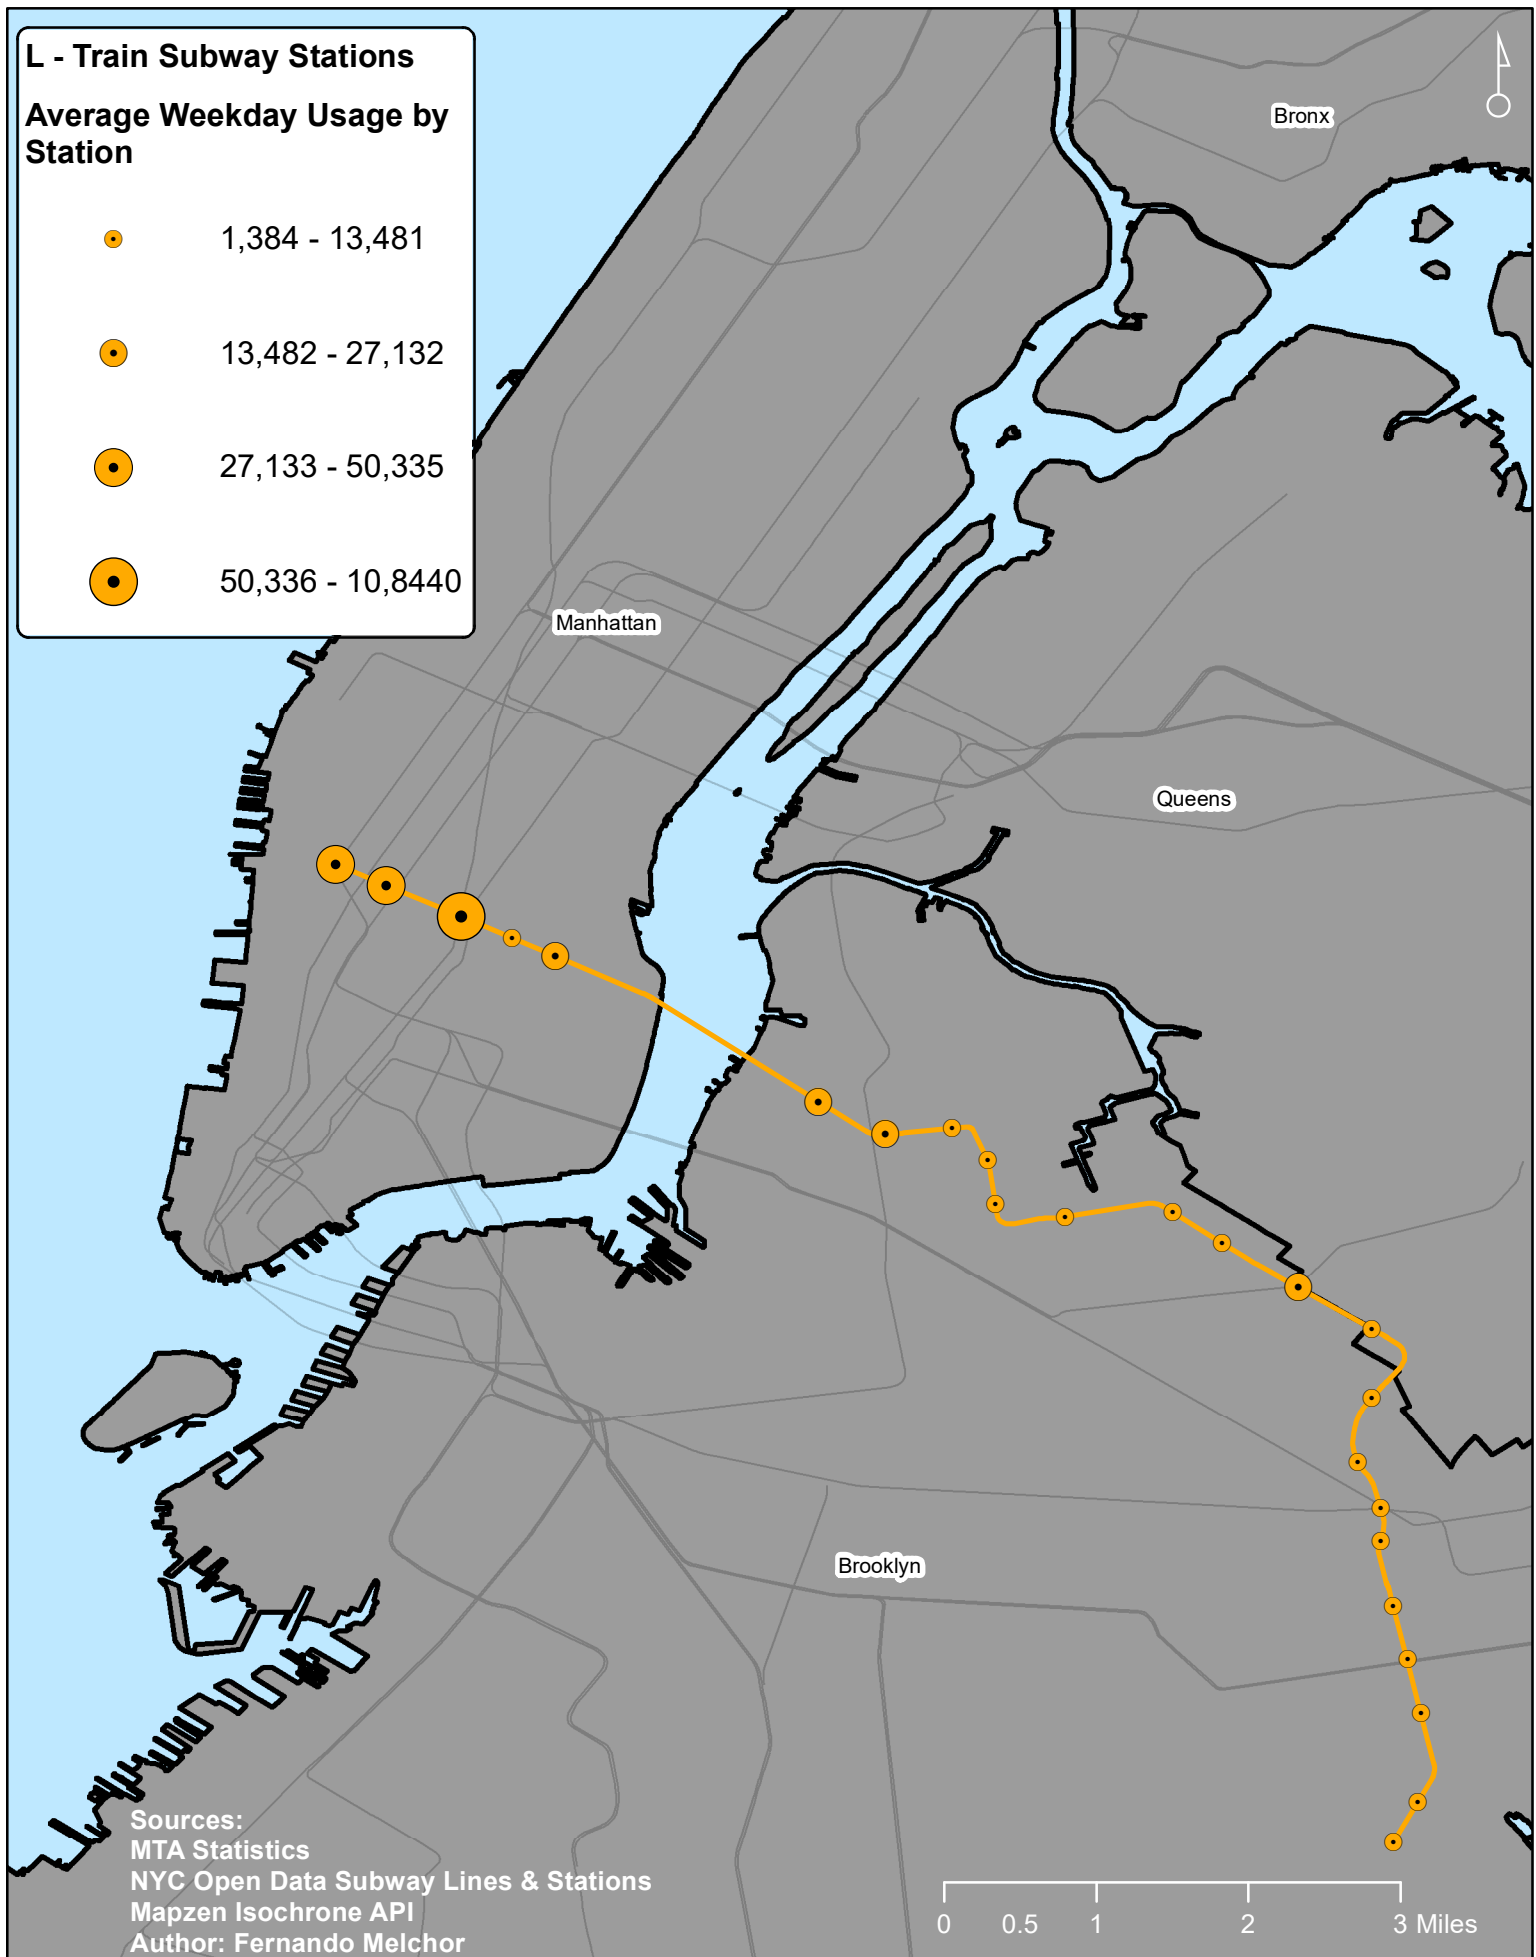 L - Train Subway Stations
Average Weekday Usage by
Station
1,384 - 13,481
13,482 - 27,132
27,133 - 50,335
50,336 - 10,8440
Bronx
Manhattan
Queens
Brooklyn
Sources:
MTA Statistics
NYC Open Data Subway Lines & Stations
Mapzen Isochrone API
Author: Fernando Melchor
0 0.5 1 2 3 Miles